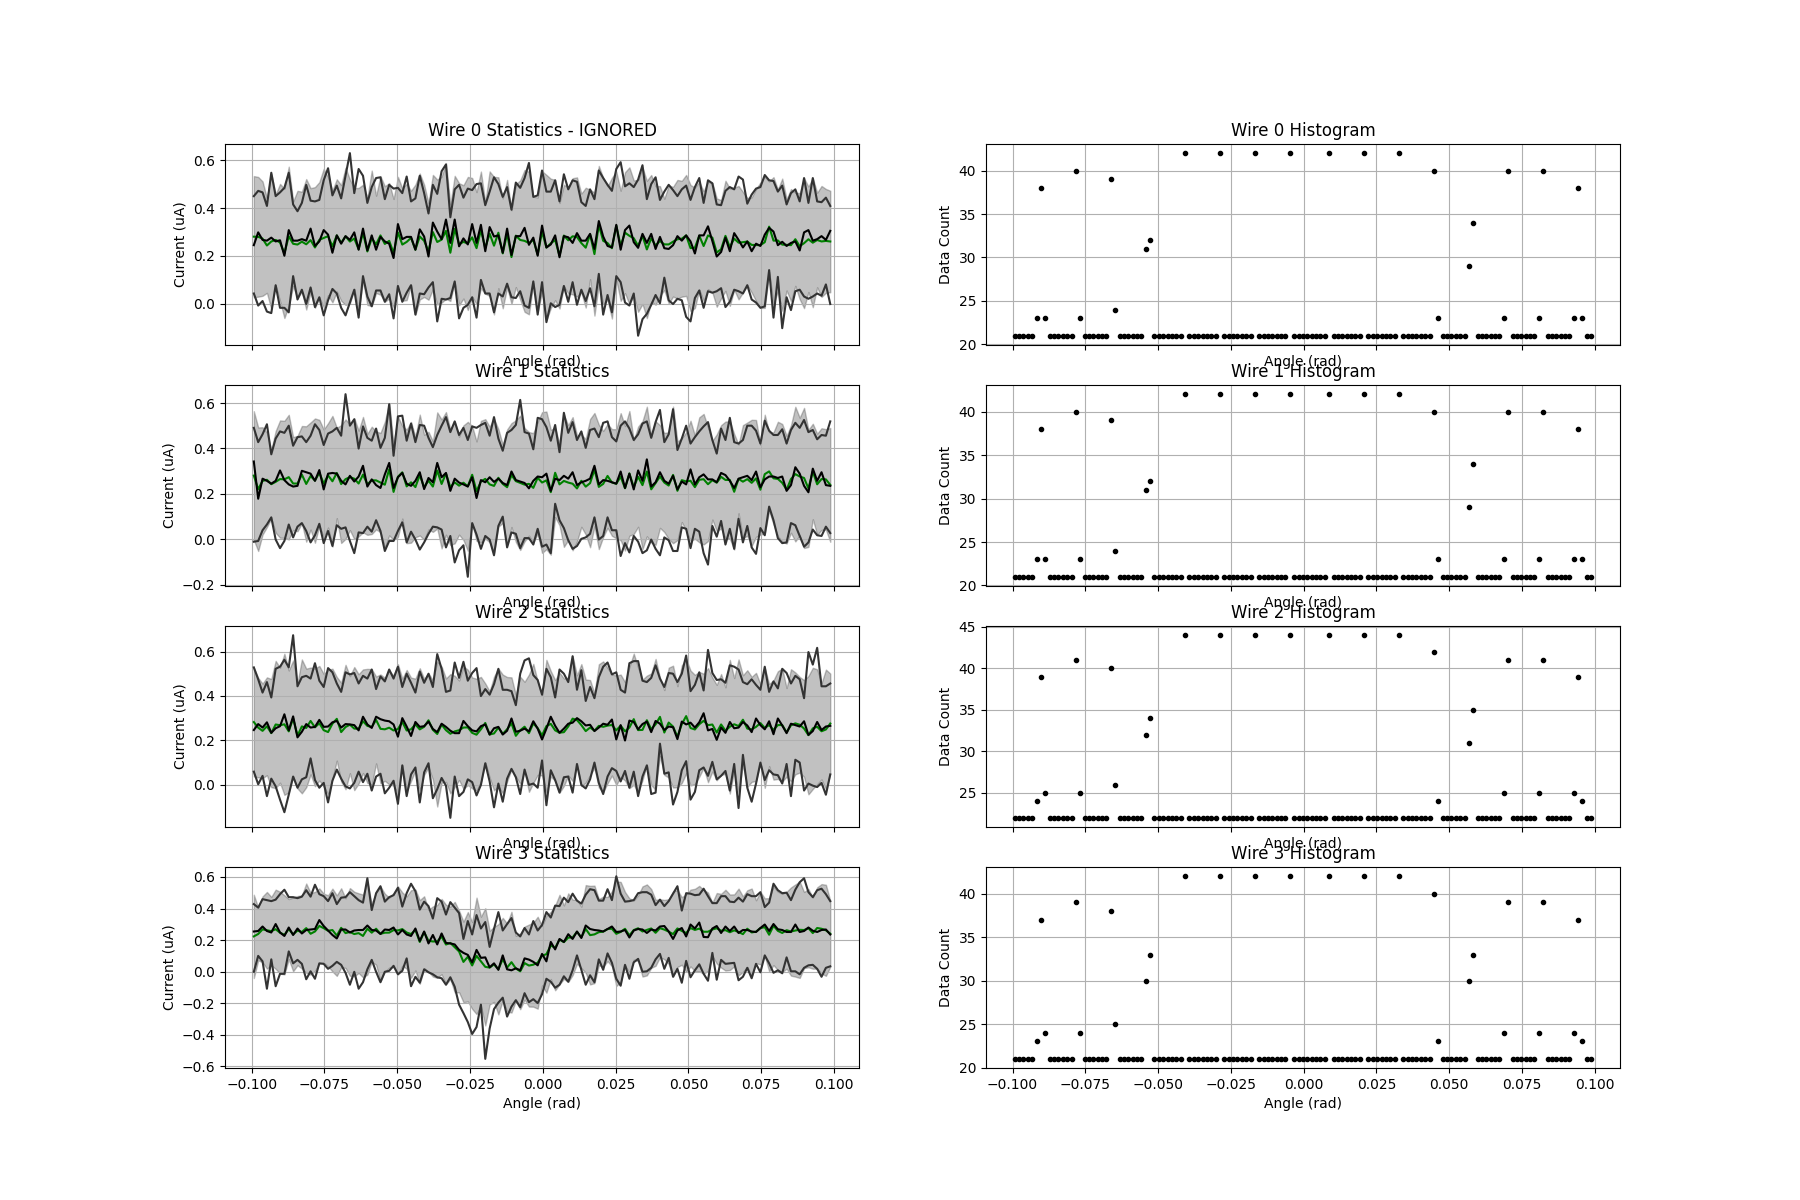 Wire 0 Statistics - IGNORED
Current (uA)
0.6
0.4
0.2
0.0
Angle (rad)
Wire 0 Histogram
Data Count
40
35
30
25
20
Angle (rad)
Wire 1 Statistics
Current (uA)
0.6
0.4
0.2
0.0
−0.2
Angle (rad)
Wire 1 Histogram
Data Count
40
35
30
25
20
Angle (rad)
Wire 2 Statistics
Current (uA)
0.6
0.4
0.2
0.0
Angle (rad)
Wire 2 Histogram
Data Count
45
40
35
30
25
Angle (rad)
Wire 3 Statistics
Current (uA)
0.6
0.4
0.2
0.0
−0.2
−0.4
−0.6
−0.100 −0.075 −0.050 −0.025 0.000 0.025 0.050 0.075 0.100
Angle (rad)
Wire 3 Histogram
Data Count
40
35
30
25
20
−0.100 −0.075 −0.050 −0.025 0.000 0.025 0.050 0.075 0.100
Angle (rad)